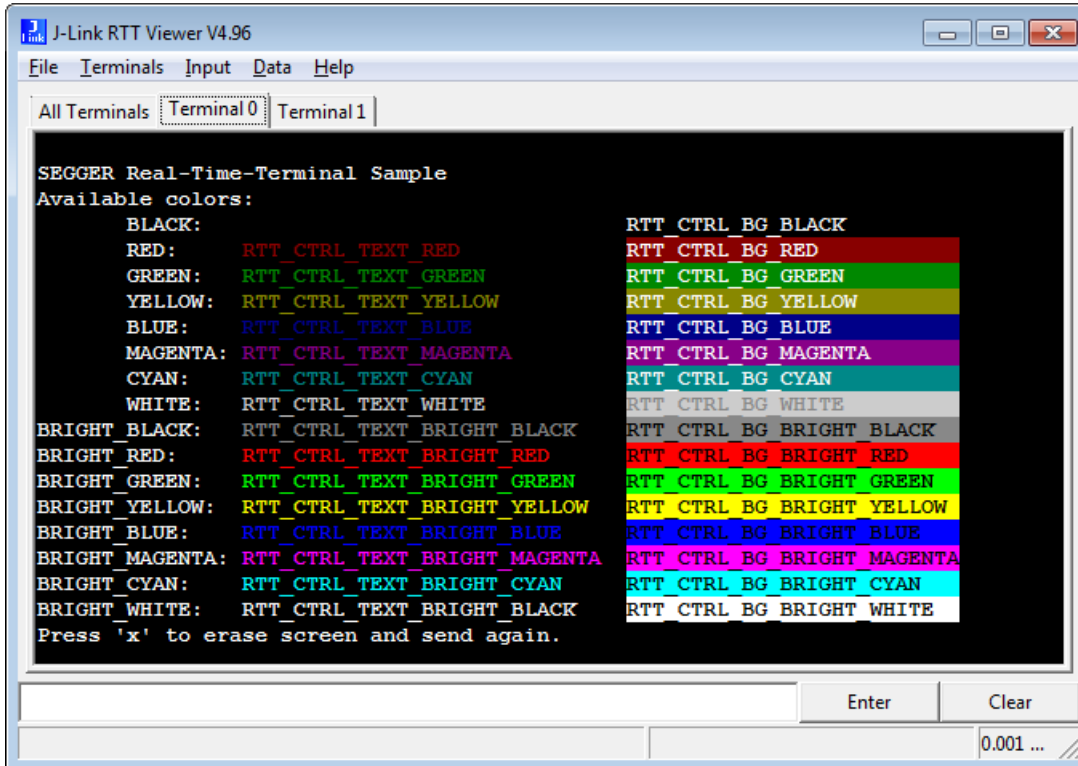 J-Link RTT Viewer V4.96
File Terminals Input Data Help
All Terminals Terminal 0 Terminal 1
SEGGER Real-Time-Terminal Sample
Available colors:
BLACK: RTT_CTRL_BG_BLACK
RED: RTT_CTRL_TEXT_RED RTT_CTRL_BG_RED
GREEN: RTT_CTRL_TEXT_GREEN RTT_CTRL_BG_GREEN
YELLOW: RTT_CTRL_TEXT_YELLOW RTT_CTRL_BG_YELLOW
BLUE: RTT_CTRL_TEXT_BLUE RTT_CTRL_BG_BLUE
MAGENTA: RTT_CTRL_TEXT_MAGENTA RTT_CTRL_BG_MAGENTA
CYAN: RTT_CTRL_TEXT_CYAN RTT_CTRL_BG_CYAN
WHITE: RTT_CTRL_TEXT_WHITE RTT_CTRL_BG_WHITE
BRIGHT_BLACK: RTT_CTRL_TEXT_BRIGHT_BLACK RTT_CTRL_BG_BRIGHT_BLACK
BRIGHT_RED: RTT_CTRL_TEXT_BRIGHT_RED RTT_CTRL_BG_BRIGHT_RED
BRIGHT_GREEN: RTT_CTRL_TEXT_BRIGHT_GREEN RTT_CTRL_BG_BRIGHT_GREEN
BRIGHT_YELLOW: RTT_CTRL_TEXT_BRIGHT_YELLOW RTT_CTRL_BG_BRIGHT_YELLOW
BRIGHT_BLUE: RTT_CTRL_TEXT_BRIGHT_BLUE RTT_CTRL_BG_BRIGHT_BLUE
BRIGHT_MAGENTA: RTT_CTRL_TEXT_BRIGHT_MAGENTA RTT_CTRL_BG_BRIGHT_MAGENTA
BRIGHT_CYAN: RTT_CTRL_TEXT_BRIGHT_CYAN RTT_CTRL_BG_BRIGHT_CYAN
BRIGHT_WHITE: RTT_CTRL_TEXT_BRIGHT_BLACK RTT_CTRL_BG_BRIGHT_WHITE
Press 'x' to erase screen and send again.
Enter Clear
0.001 ...